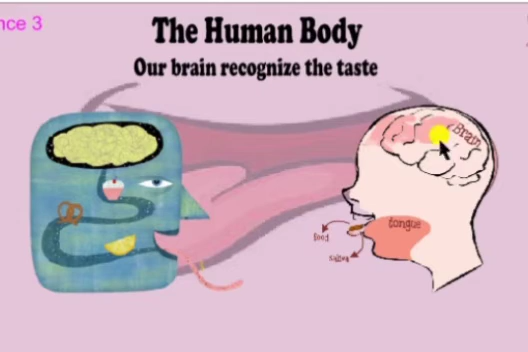 nce 3
The Human Body
Our brain recognize the taste
Brain
tongue
food
saliva